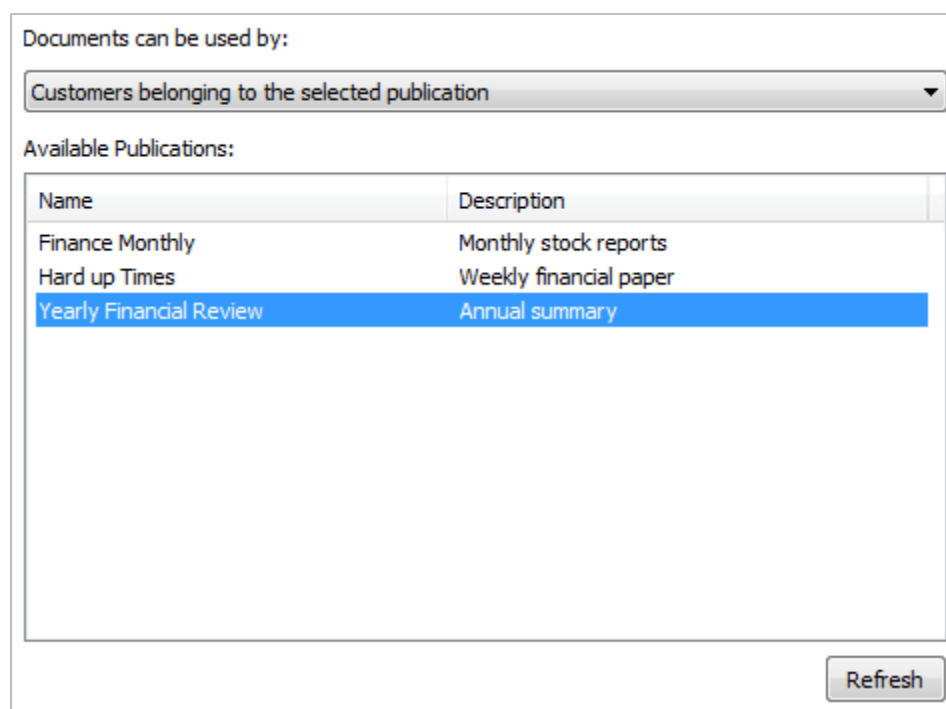 Documents can be used by:
Customers belonging to the selected publication
Available Publications:
Name Description
Finance Monthly Monthly stock reports
Hard up Times Weekly financial paper
Yearly Financial Review Annual summary
Refresh